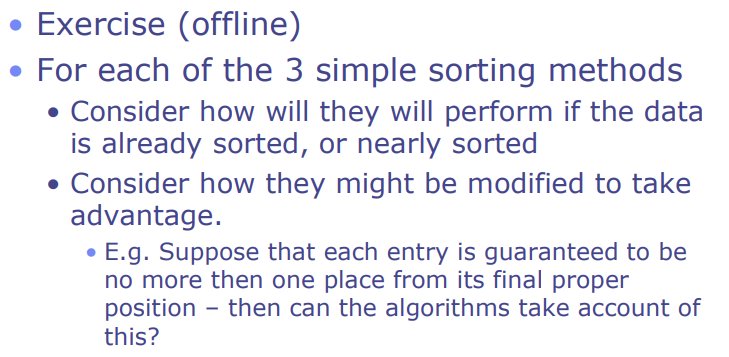 • Exercise (offline)
• For each of the 3 simple sorting methods
• Consider how will they will perform if the data
is already sorted, or nearly sorted
• Consider how they might be modified to take
advantage.
• E.g. Suppose that each entry is guaranteed to be
no more then one place from its final proper
position – then can the algorithms take account of
this?